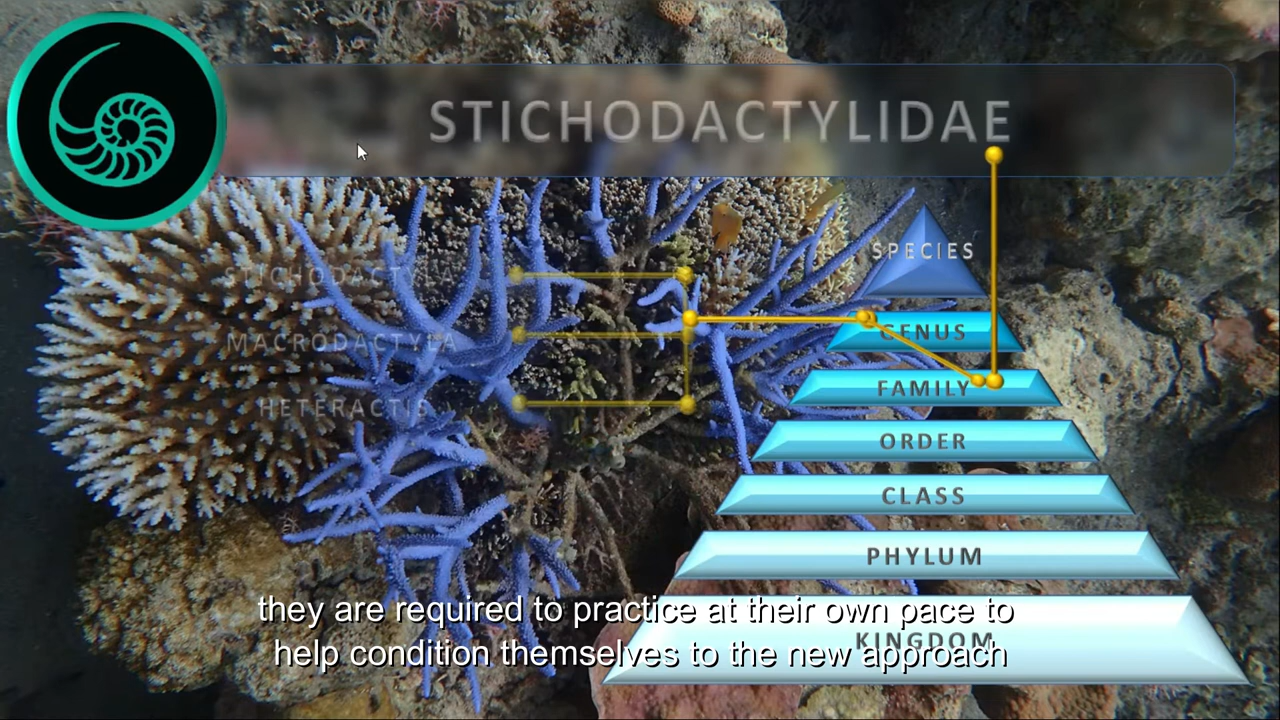 STICHODACTYLIDAE
SPECIES
STICHODACTYLA
GENUS
MACRODACTYLA
FAMILY
HETERACTIS
ORDER
CLASS
PHYLUM
KINGDOM
they are required to practice at their own pace to
help condition themselves to the new approach